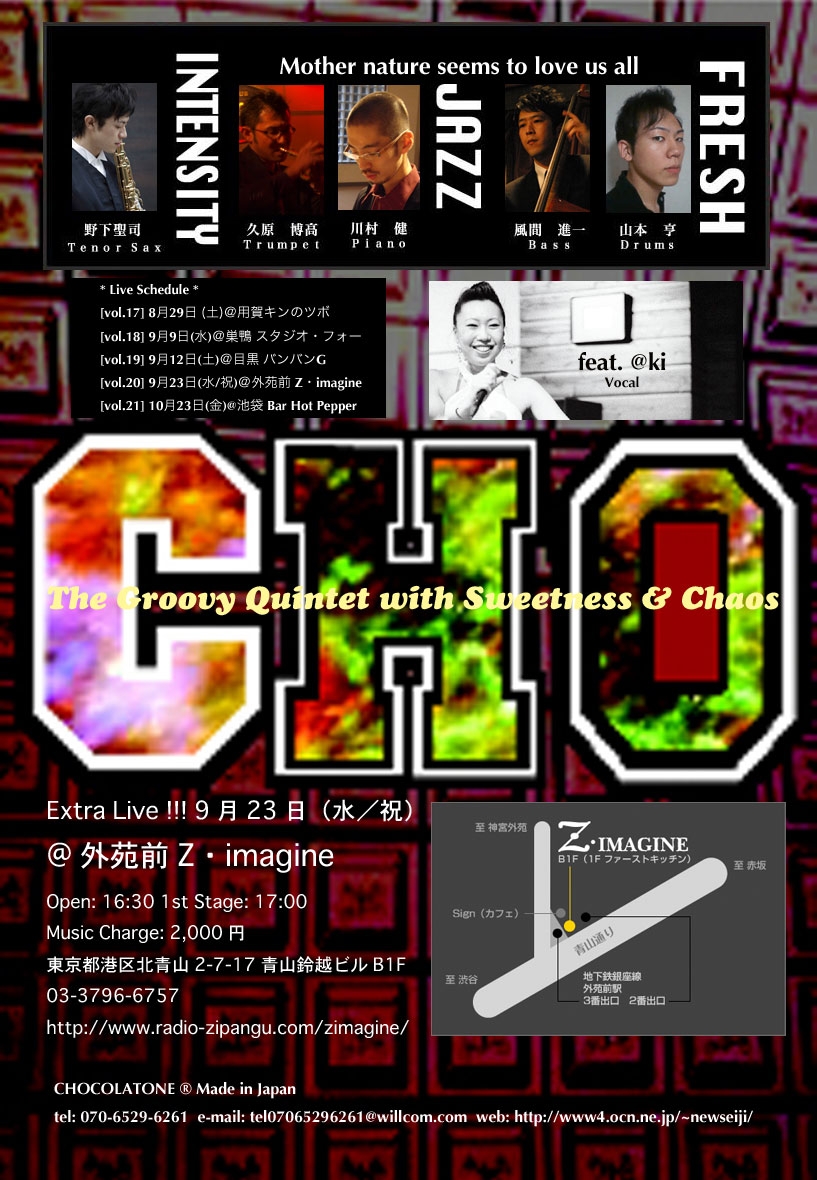 Mother nature seems to love us all
INTENSITY
JAZZ
FRESH
野下聖司
Tenor Sax
久原 博高
Trumpet
川村 健
Piano
風間 進一
Bass
山本 亨
Drums
* Live Schedule *
[vol.17] 8月29日 (土)@用賀キンのツボ
[vol.18] 9月9日(水)@巣鴨 スタジオ・フォー
[vol.19] 9月12日(土)@目黒 バンバンG
[vol.20] 9月23日(水/祝)@外苑前 Z・imagine
[vol.21] 10月23日(金)@池袋 Bar Hot Pepper
feat. @ki
Vocal
CHO
The Groovy Quintet with Sweetness & Chaos
Extra Live !!! 9 月 23 日（水／祝）
@ 外苑前 Z・imagine
Open: 16:30 1st Stage: 17:00
Music Charge: 2,000 円
東京都港区北青山 2-7-17 青山鈴越ビル B1F
03-3796-6757
http://www.radio-zipangu.com/zimagine/
至 神宮外苑
Z・IMAGINE
B1F（1F ファーストキッチン）
至 赤坂
Sign（カフェ）
青山通り
至 渋谷
地下鉄銀座線
外苑前駅
3番出口 2番出口
CHOCOLATONE ® Made in Japan
tel: 070-6529-6261 e-mail: tel07065296261@willcom.com web: http://www4.ocn.ne.jp/~newseiji/